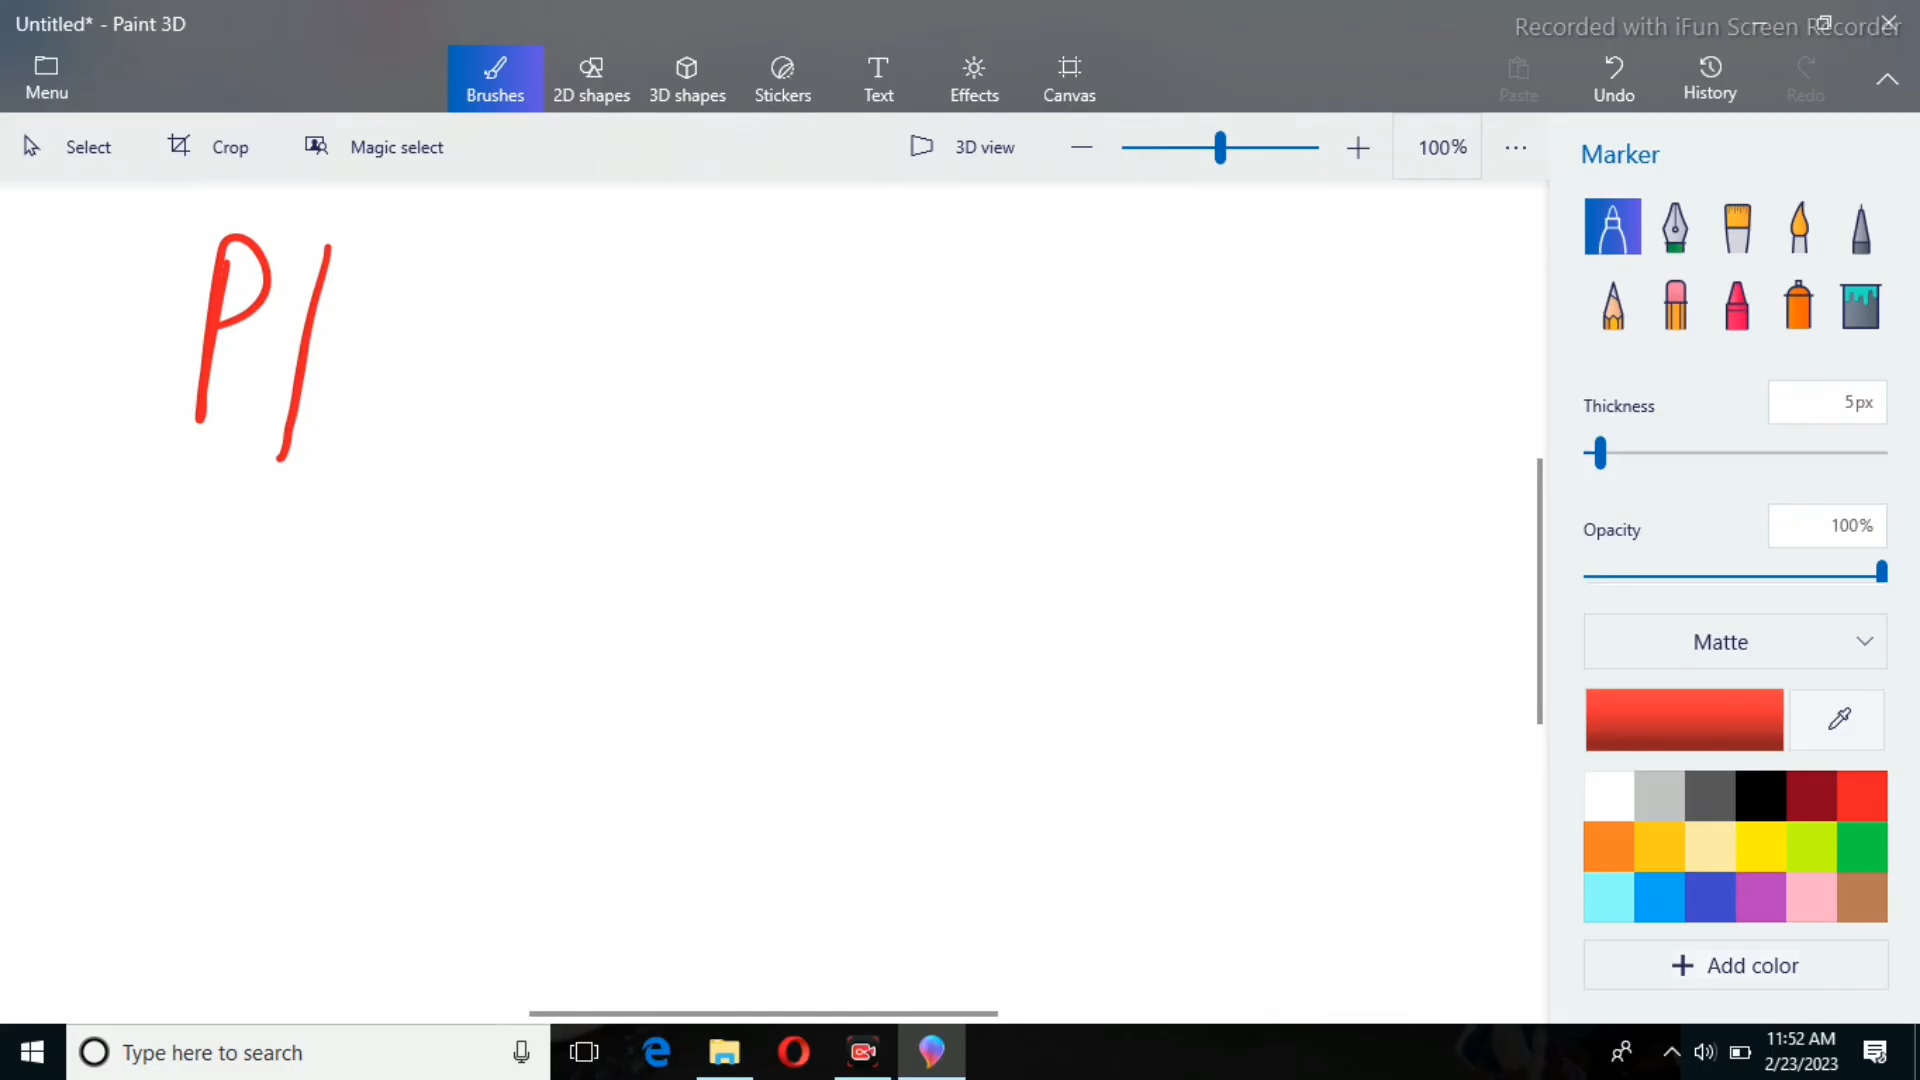 Untitled* - Paint 3D
Recorded with iFun Screen Recorder
Menu
Brushes
2D shapes
3D shapes
Stickers
Text
Effects
Canvas
Paste
Undo
History
Redo
Select
Crop
Magic select
3D view
100%
Marker
P/
Thickness
5px
Opacity
100%
Matte
Add color
Type here to search
11:52 AM
2/23/2023